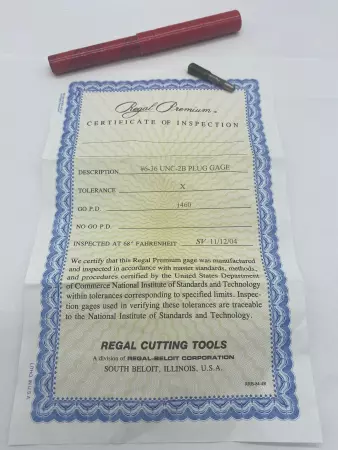 Regal Premium
CERTIFICATE OF INSPECTION
DESCRIPTION UNC-2B PLUG GAGE
TOLERANCE X
GO P.D. .1460
NO GO P.D.
INSPECTED AT 68° FAHRENHEIT SV 11/12/04
We certify that this Regal Premium gage was manufactured
and inspected in accordance with master standards, methods,
and procedures certified by the United States Department
of Commerce National Institute of Standards and Technology
within tolerances corresponding to specified limits. Inspec-
tion gages used in verifying these tolerances are traceable
to the National Institute of Standards and Technology.
REGAL CUTTING TOOLS
A division of REGAL-BELOIT CORPORATION
SOUTH BELOIT, ILLINOIS, U.S.A.